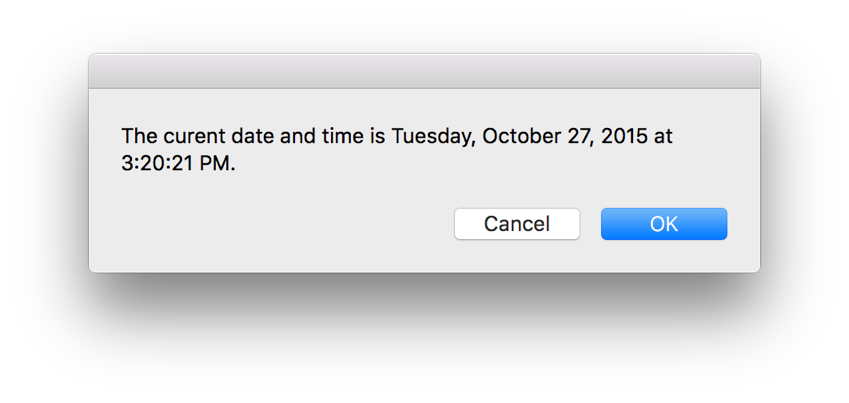 The curent date and time is Tuesday, October 27, 2015 at
3:20:21 PM.
Cancel
OK